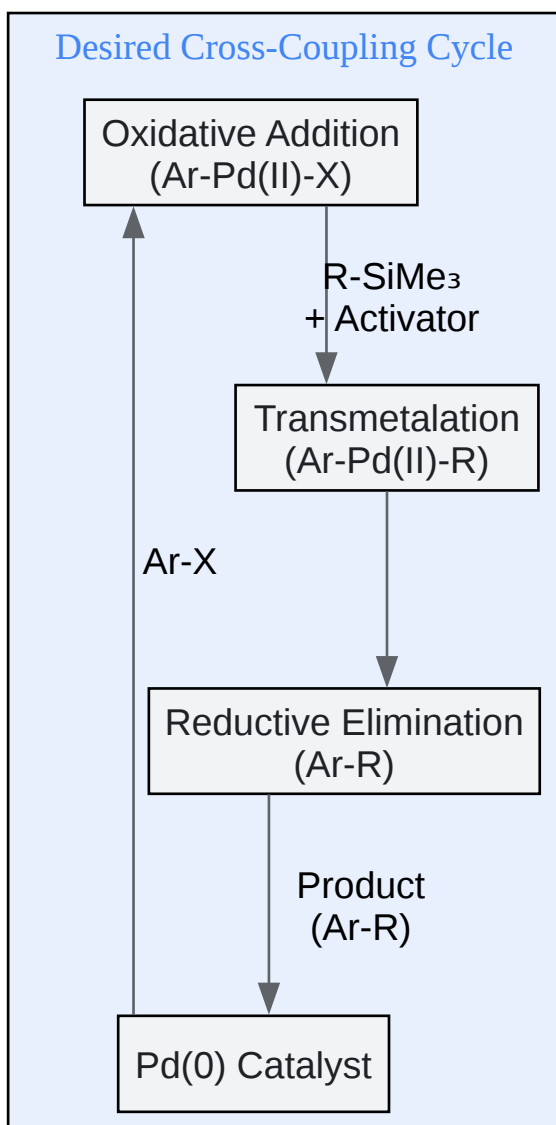 Desired Cross-Coupling Cycle
Oxidative Addition
(Ar-Pd(II)-X)
R-SiMe₃
+ Activator
Transmetalation
(Ar-Pd(II)-R)
Ar-X
Reductive Elimination
(Ar-R)
Product
(Ar-R)
Pd(0) Catalyst